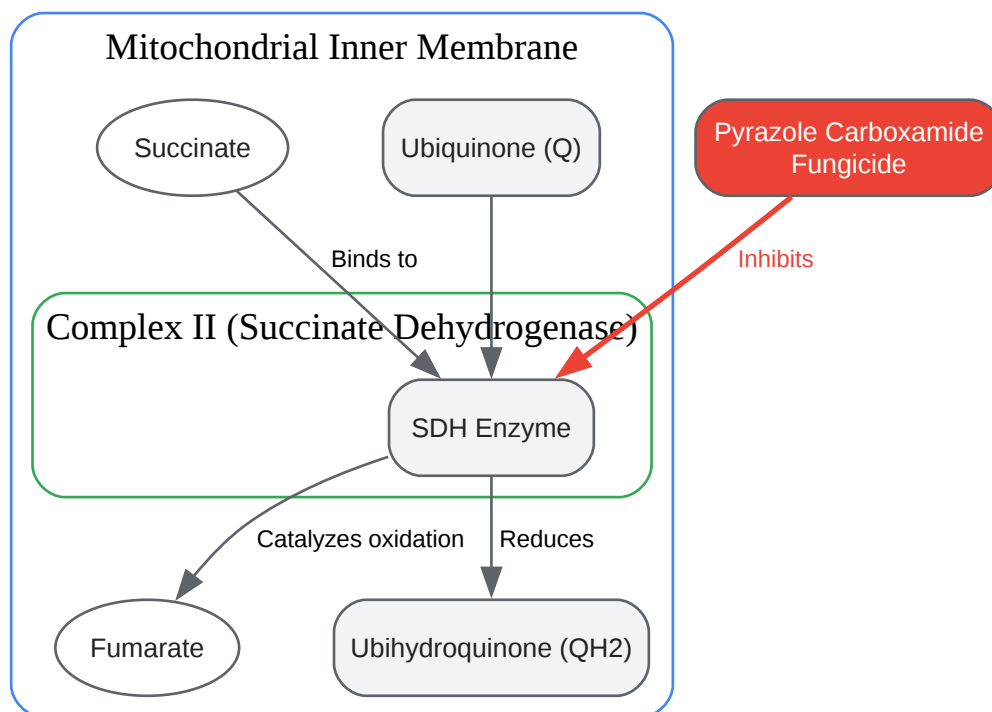 Mitochondrial Inner Membrane
Succinate
Ubiquinone (Q)
Pyrazole Carboxamide
Fungicide
Binds to
Inhibits
Complex II (Succinate Dehydrogenase)
SDH Enzyme
Catalyzes oxidation
Reduces
Fumarate
Ubihydroquinone (QH2)